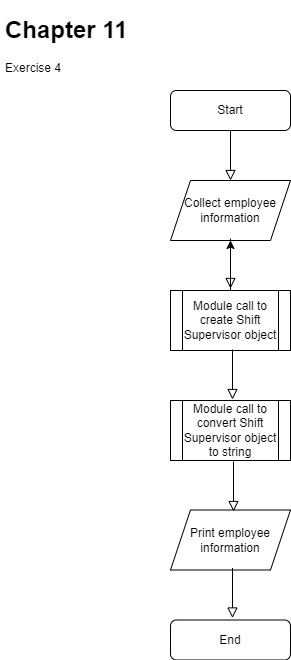 Chapter 11
Exercise 4
Start
Collect employee
information
Module call to
create Shift
Supervisor object
Module call to
convert Shift
Supervisor object
to string
Print employee
information
End